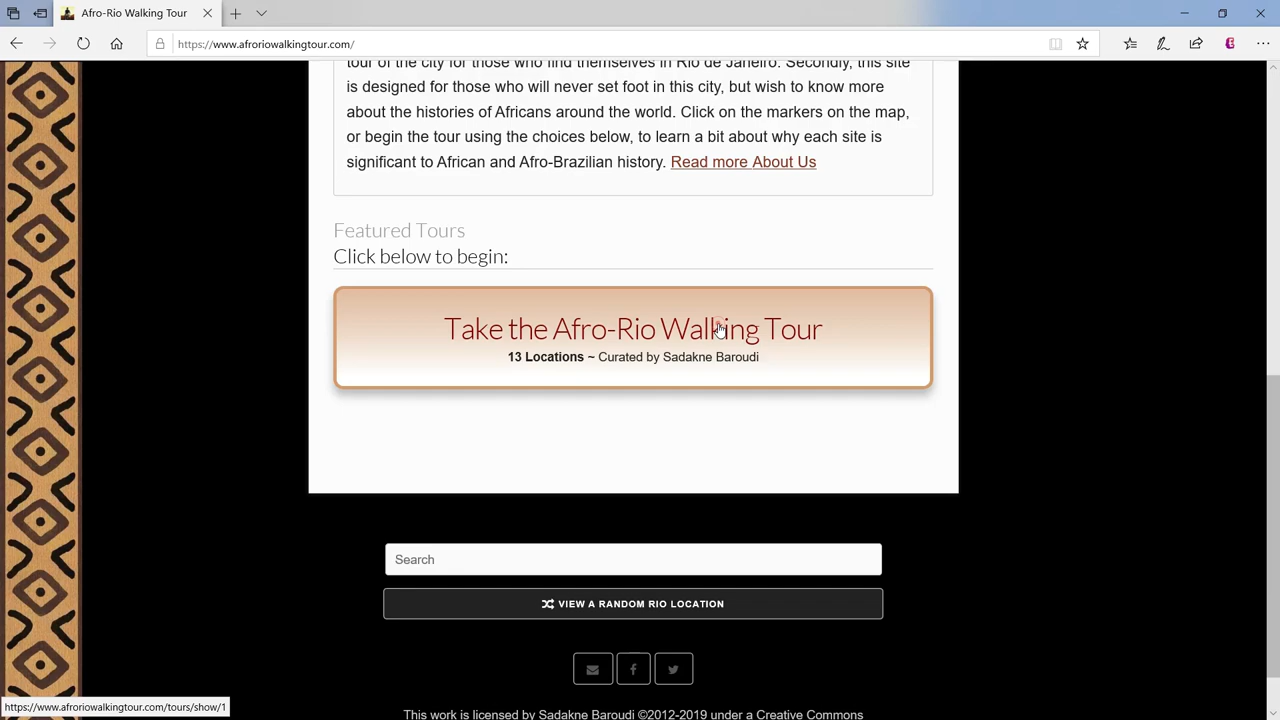 Afro-Rio Walking Tour
https://www.afroriowalkingtour.com/
tour of the city for those who find themselves in Rio de Janeiro. Secondly, this site
is designed for those who will never set foot in this city, but wish to know more
about the histories of Africans around the world. Click on the markers on the map,
or begin the tour using the choices below, to learn a bit about why each site is
significant to African and Afro-Brazilian history. Read more About Us
Featured Tours
Click below to begin:
Take the Afro-Rio Walking Tour
13 Locations ~ Curated by Sadakne Baroudi
Search
VIEW A RANDOM RIO LOCATION
https://www.afroriowalkingtour.com/tours/show/1
This work is licensed by Sadakne Baroudi ©2012-2019 under a Creative Commons